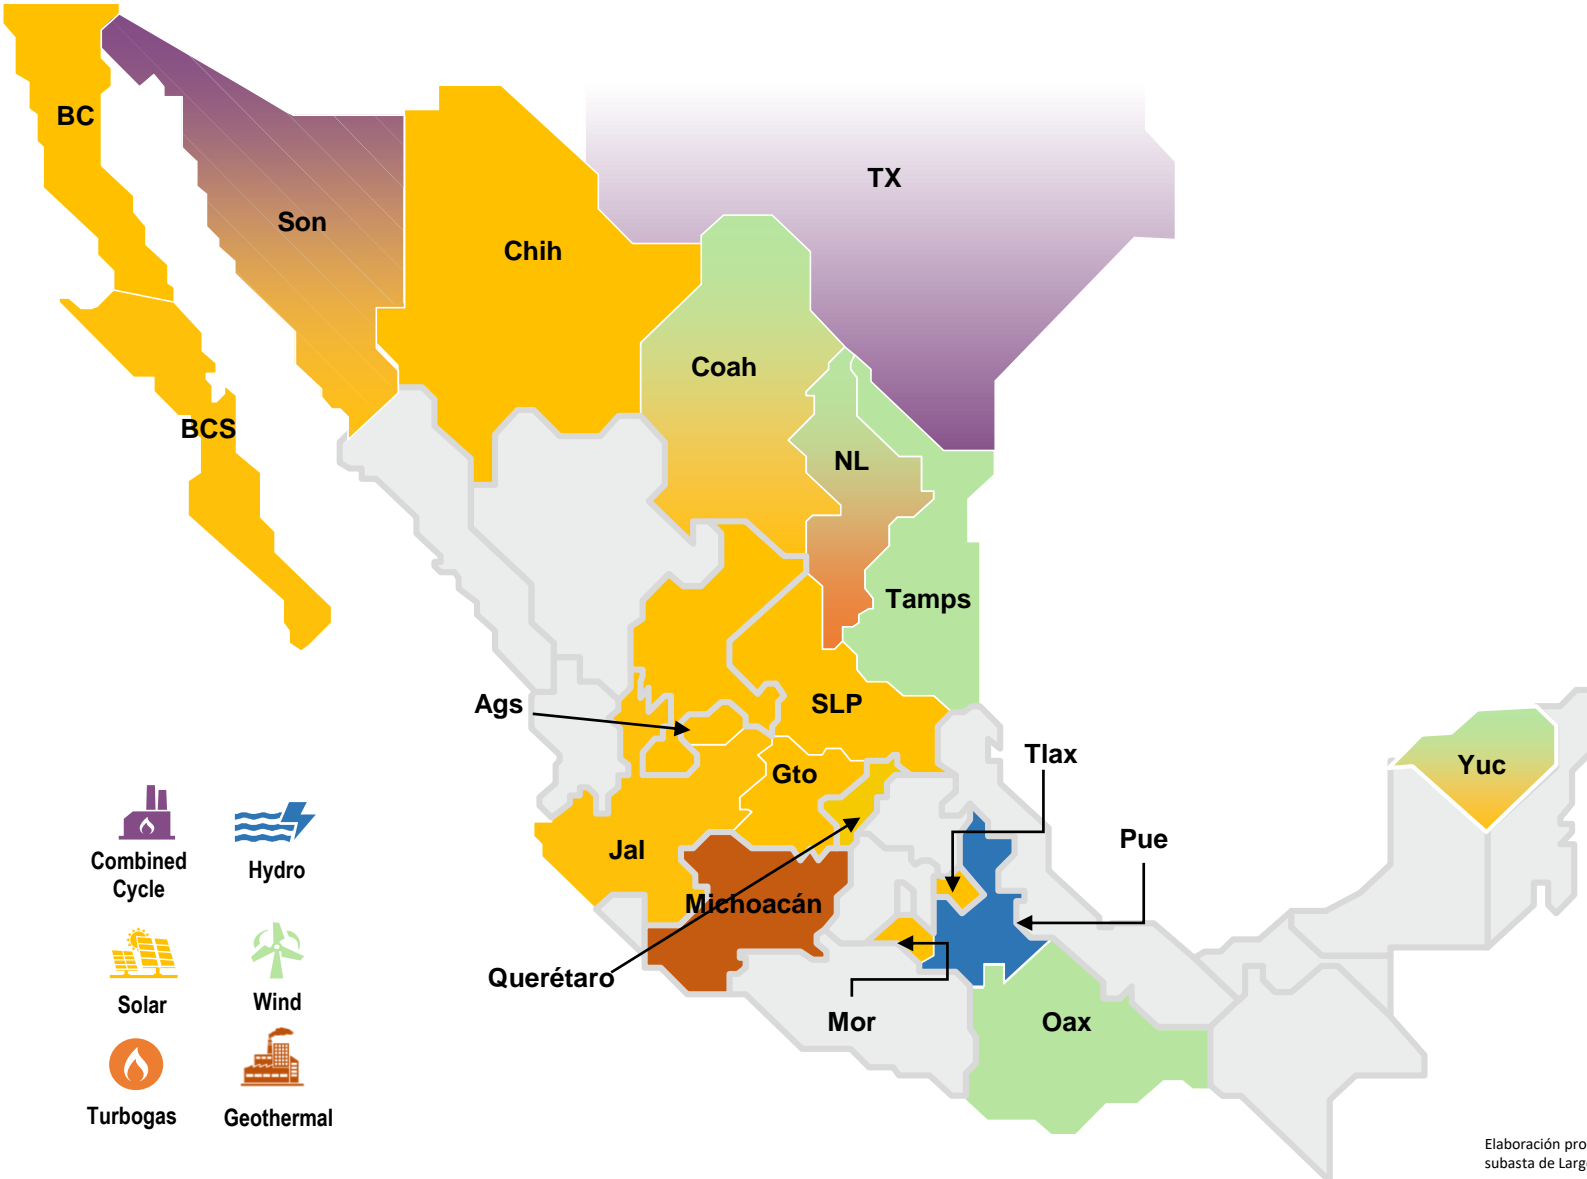 BC
TX
Son
Chih
Coah
BCS
NL
Tamps
Ags
SLP
Tlax
Gto
Yuc
Pue
Jal
Michoacán
Querétaro
Mor
Oax
Combined
Cycle
Hydro
Solar
Wind
Turbogas
Geothermal
Elaboración pro
subasta de Larg